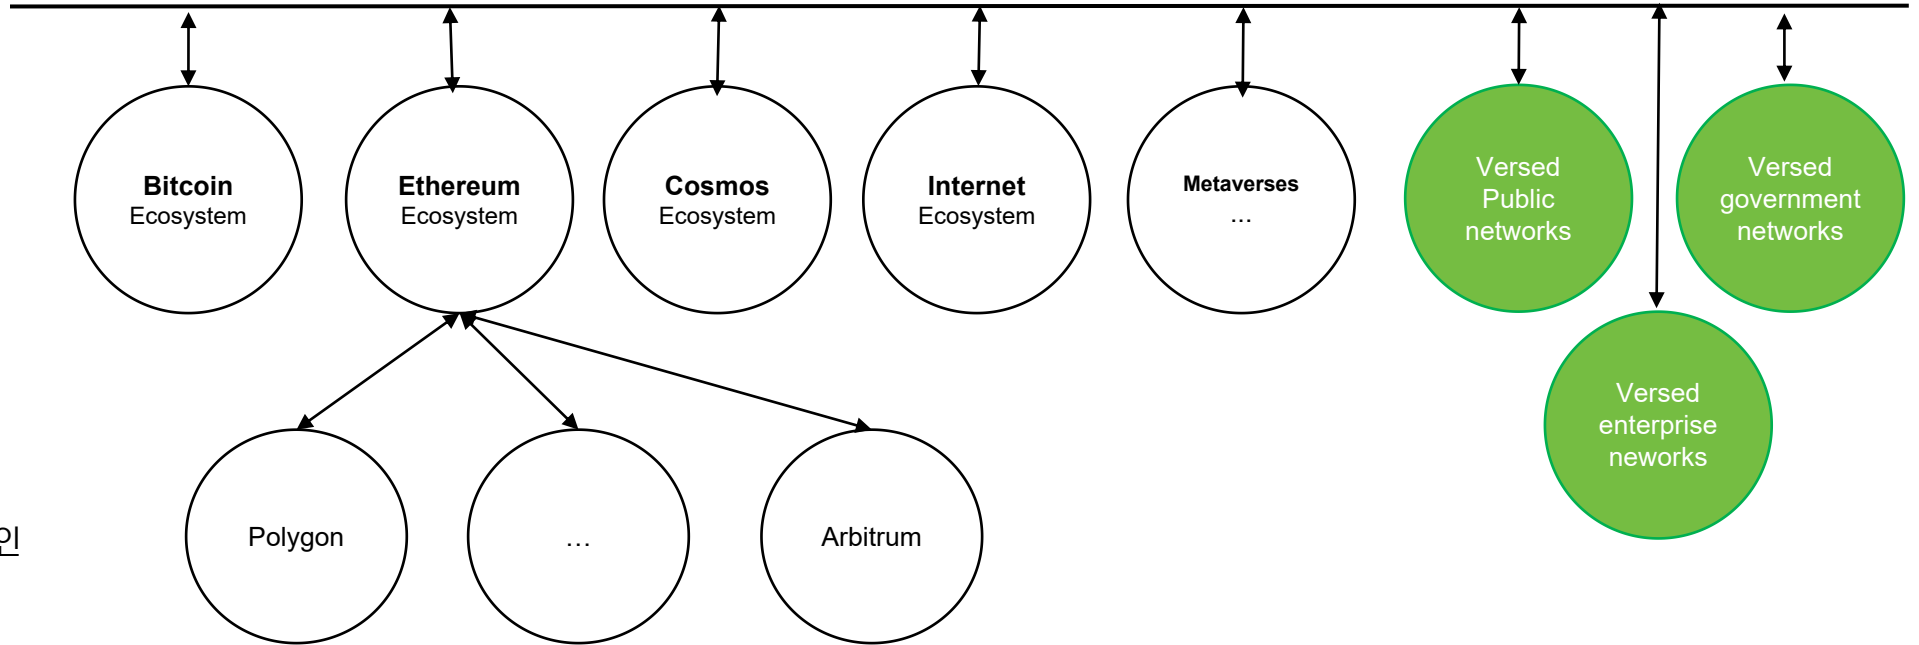 Bitcoin
Ecosystem
Ethereum
Ecosystem
Cosmos
Ecosystem
Internet
Ecosystem
Metaverses
...
Versed
Public
networks
Versed
government
networks
Versed
enterprise
neworks
Polygon
...
Arbitrum
인